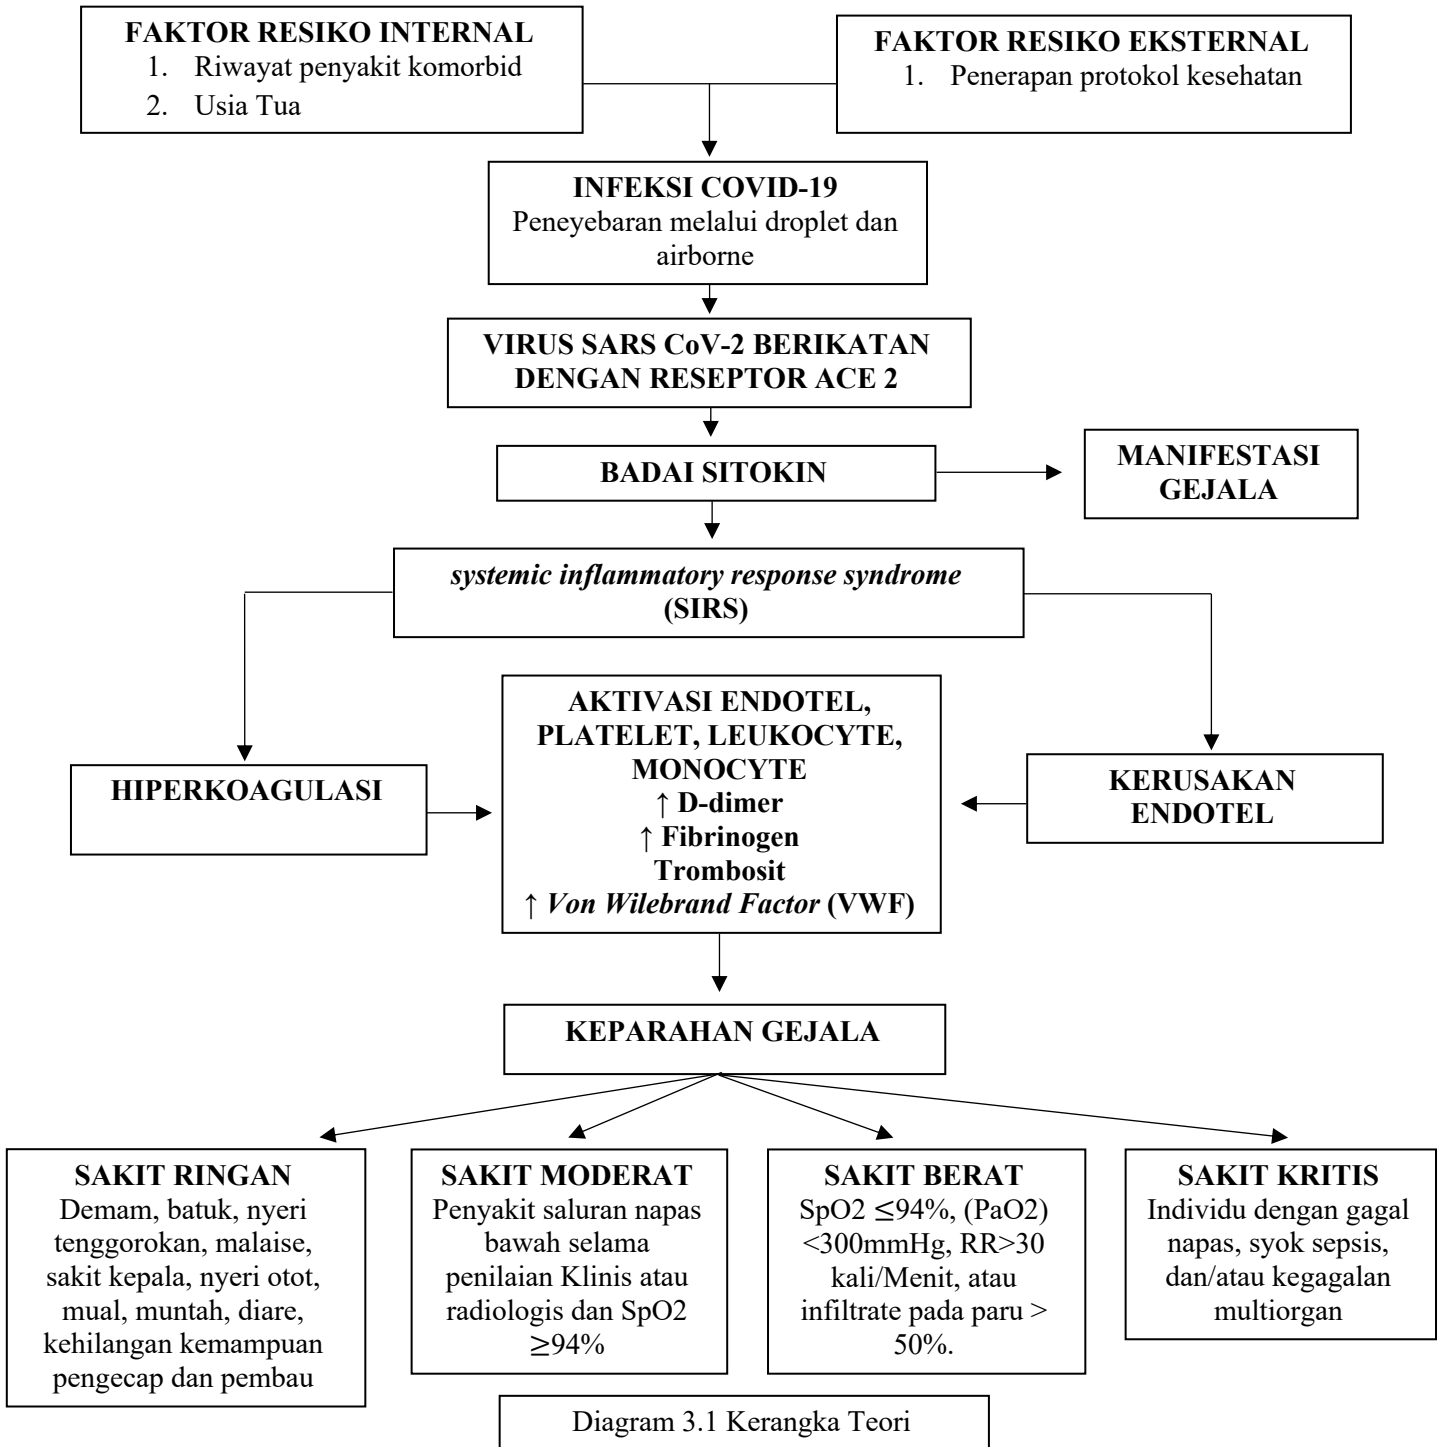 FAKTOR RESIKO INTERNAL
1. Riwayat penyakit komorbid
2. Usia Tua
FAKTOR RESIKO EKSTERNAL
1. Penerapan protokol kesehatan
INFEKSI COVID-19
Peneyebaran melalui droplet dan
airborne
VIRUS SARS CoV-2 BERIKATAN
DENGAN RESEPTOR ACE 2
BADAI SITOKIN
MANIFESTASI
GEJALA
systemic inflammatory response syndrome
(SIRS)
HIPERKOAGULASI
AKTIVASI ENDOTEL,
PLATELET, LEUKOCYTE,
MONOCYTE
↑ D-dimer
↑ Fibrinogen
Trombosit
↑ Von Wilebrand Factor (VWF)
KERUSAKAN
ENDOTEL
KEPARAHAN GEJALA
SAKIT RINGAN
Demam, batuk, nyeri
tenggorokan, malaise,
sakit kepala, nyeri otot,
mual, muntah, diare,
kehilangan kemampuan
pengecap dan pembau
SAKIT MODERAT
Penyakit saluran napas
bawah selama
penilaian Klinis atau
radiologis dan SpO2
≥94%
SAKIT BERAT
SpO2 ≤94%, (PaO2)
<300mmHg, RR>30
kali/Menit, atau
infiltrate pada paru >
50%.
SAKIT KRITIS
Individu dengan gagal
napas, syok sepsis,
dan/atau kegagalan
multiorgan
Diagram 3.1 Kerangka Teori